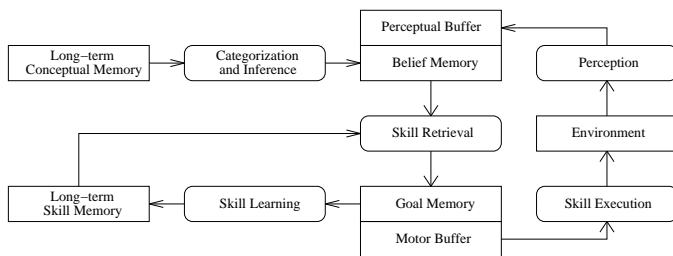 Perceptual Buffer
Long−term
Conceptual Memory
Categorization
and Inference
Belief Memory
Perception
Skill Retrieval
Environment
Long−term
Skill Memory
Skill Learning
Goal Memory
Skill Execution
Motor Buffer